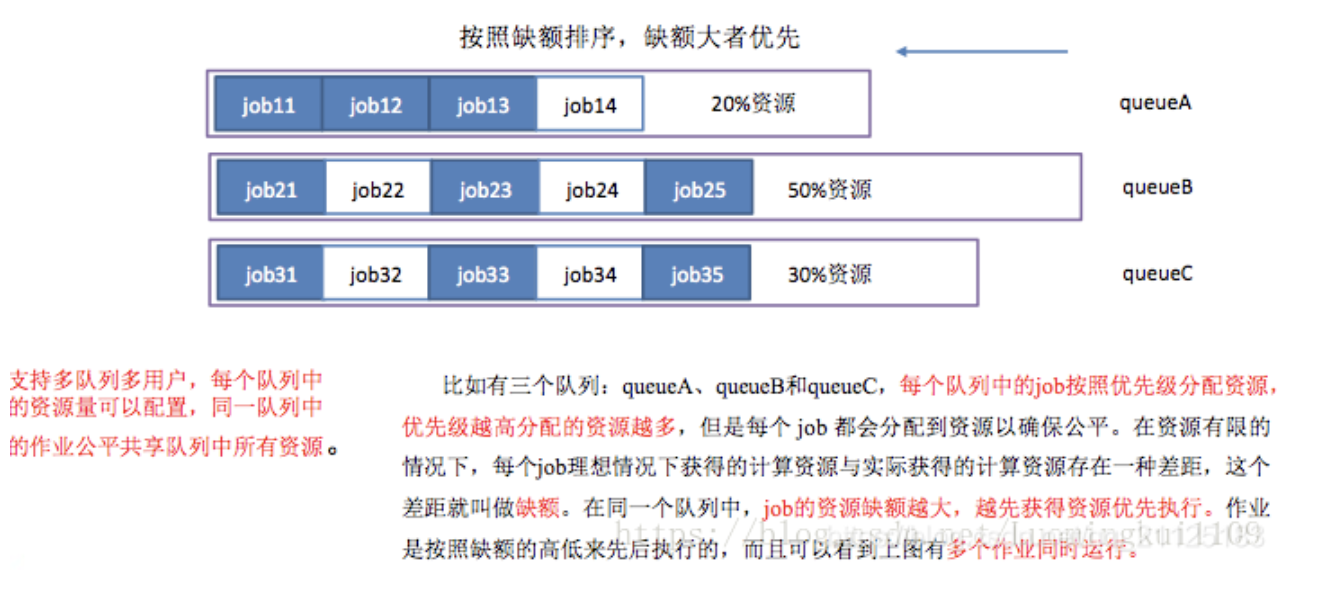 按照缺额排序，缺额大者优先
job11 job12 job13 job14 20%资源 queueA
job21 job22 job23 job24 job25 50%资源 queueB
job31 job32 job33 job34 job35 30%资源 queueC
支持多队列多用户，每个队列中
的资源量可以配置，同一队列中
的作业公平共享队列中所有资源。
比如有三个队列：queueA、queueB和queueC，每个队列中的job按照优先级分配资源，
优先级越高分配的资源越多，但是每个 job 都会分配到资源以确保公平。在资源有限的
情况下，每个job理想情况下获得的计算资源与实际获得的计算资源存在一种差距，这个
差距就叫做缺额。在同一个队列中，job的资源缺额越大，越先获得资源优先执行。作业
是按照缺额的高低来先后执行的，而且可以看到上图有多个作业同时运行。
https://blog.csdn.net/Luomingkui1109